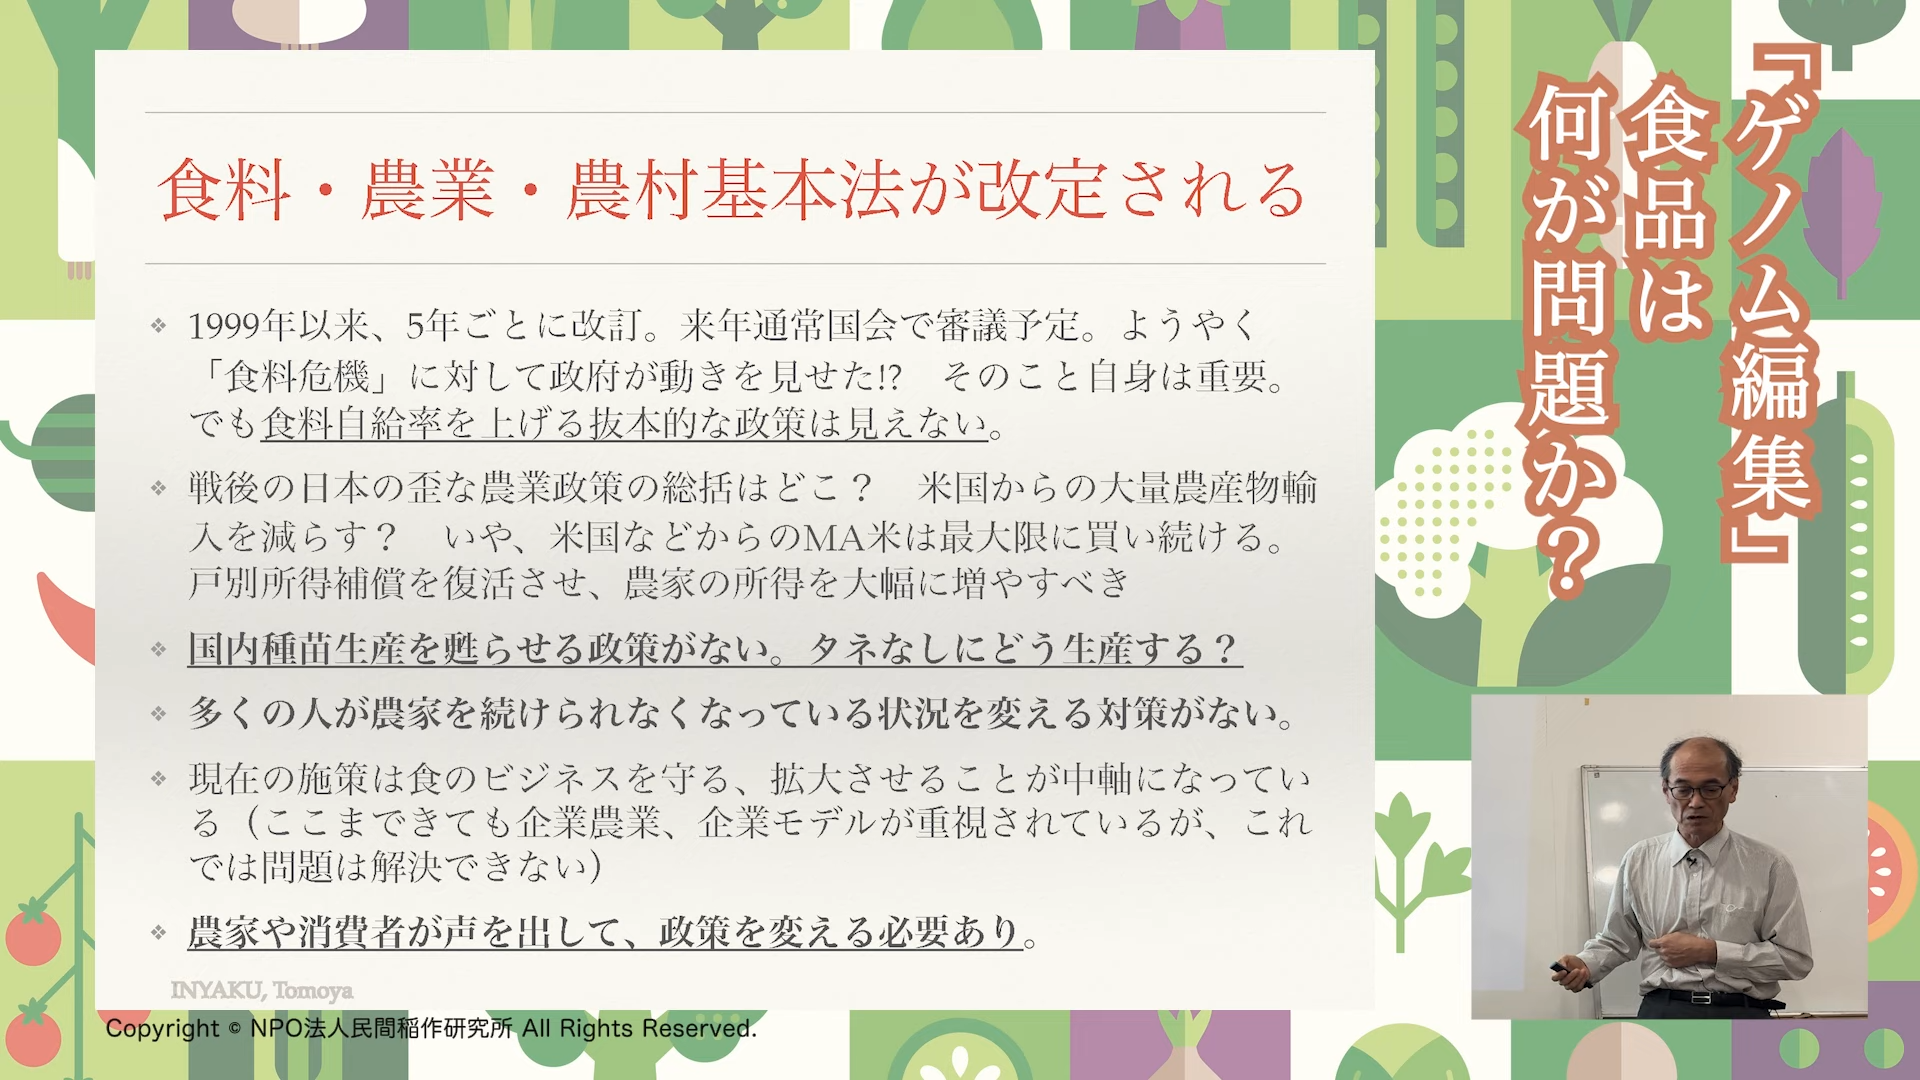 食料・農業・農村基本法が改定される
❖ 1999年以来、5年ごとに改訂。来年通常国会で審議予定。ようやく
「食料危機」に対して政府が動きを見せた!?　そのこと自身は重要。
でも食料自給率を上げる抜本的な政策は見えない。
❖ 戦後の日本の歪な農業政策の総括はどこ？　米国からの大量農産物輸
入を減らす？　いや、米国などからのMA米は最大限に買い続ける。
戸別所得補償を復活させ、農家の所得を大幅に増やすべき
❖ 国内種苗生産を甦らせる政策がない。タネなしにどう生産する？
❖ 多くの人が農家を続けられなくなっている状況を変える対策がない。
❖ 現在の施策は食のビジネスを守る、拡大させることが中軸になってい
る（ここまできても企業農業、企業モデルが重視されているが、これ
では問題は解決できない）
❖ 農家や消費者が声を出して、政策を変える必要あり。
INYAKU, Tomoya
Copyright © NPO法人民間稲作研究所 All Rights Reserved.
『ゲノム編集』
食品は
何が問題か？